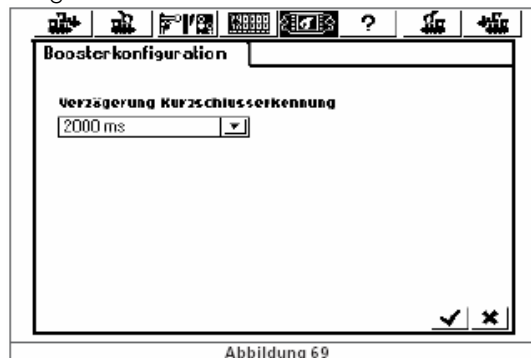 ?
Boosterkonfiguration
Verzögerung Kurzschlusserkennung
2000 ms
Abbildung 69